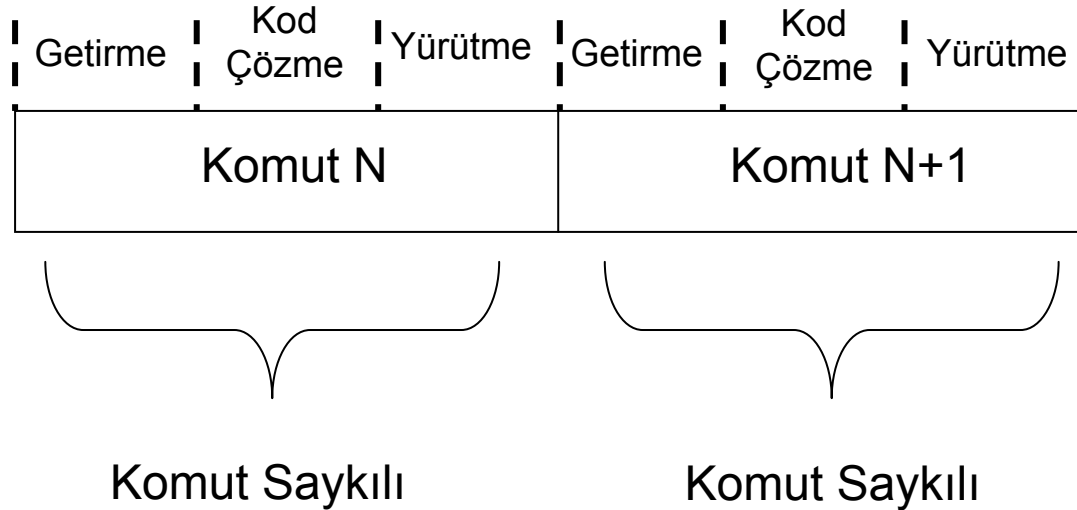 Getirme Kod Çözme Yürütme Getirme Kod Çözme Yürütme
Komut N Komut N+1
Komut Saykılı Komut Saykılı